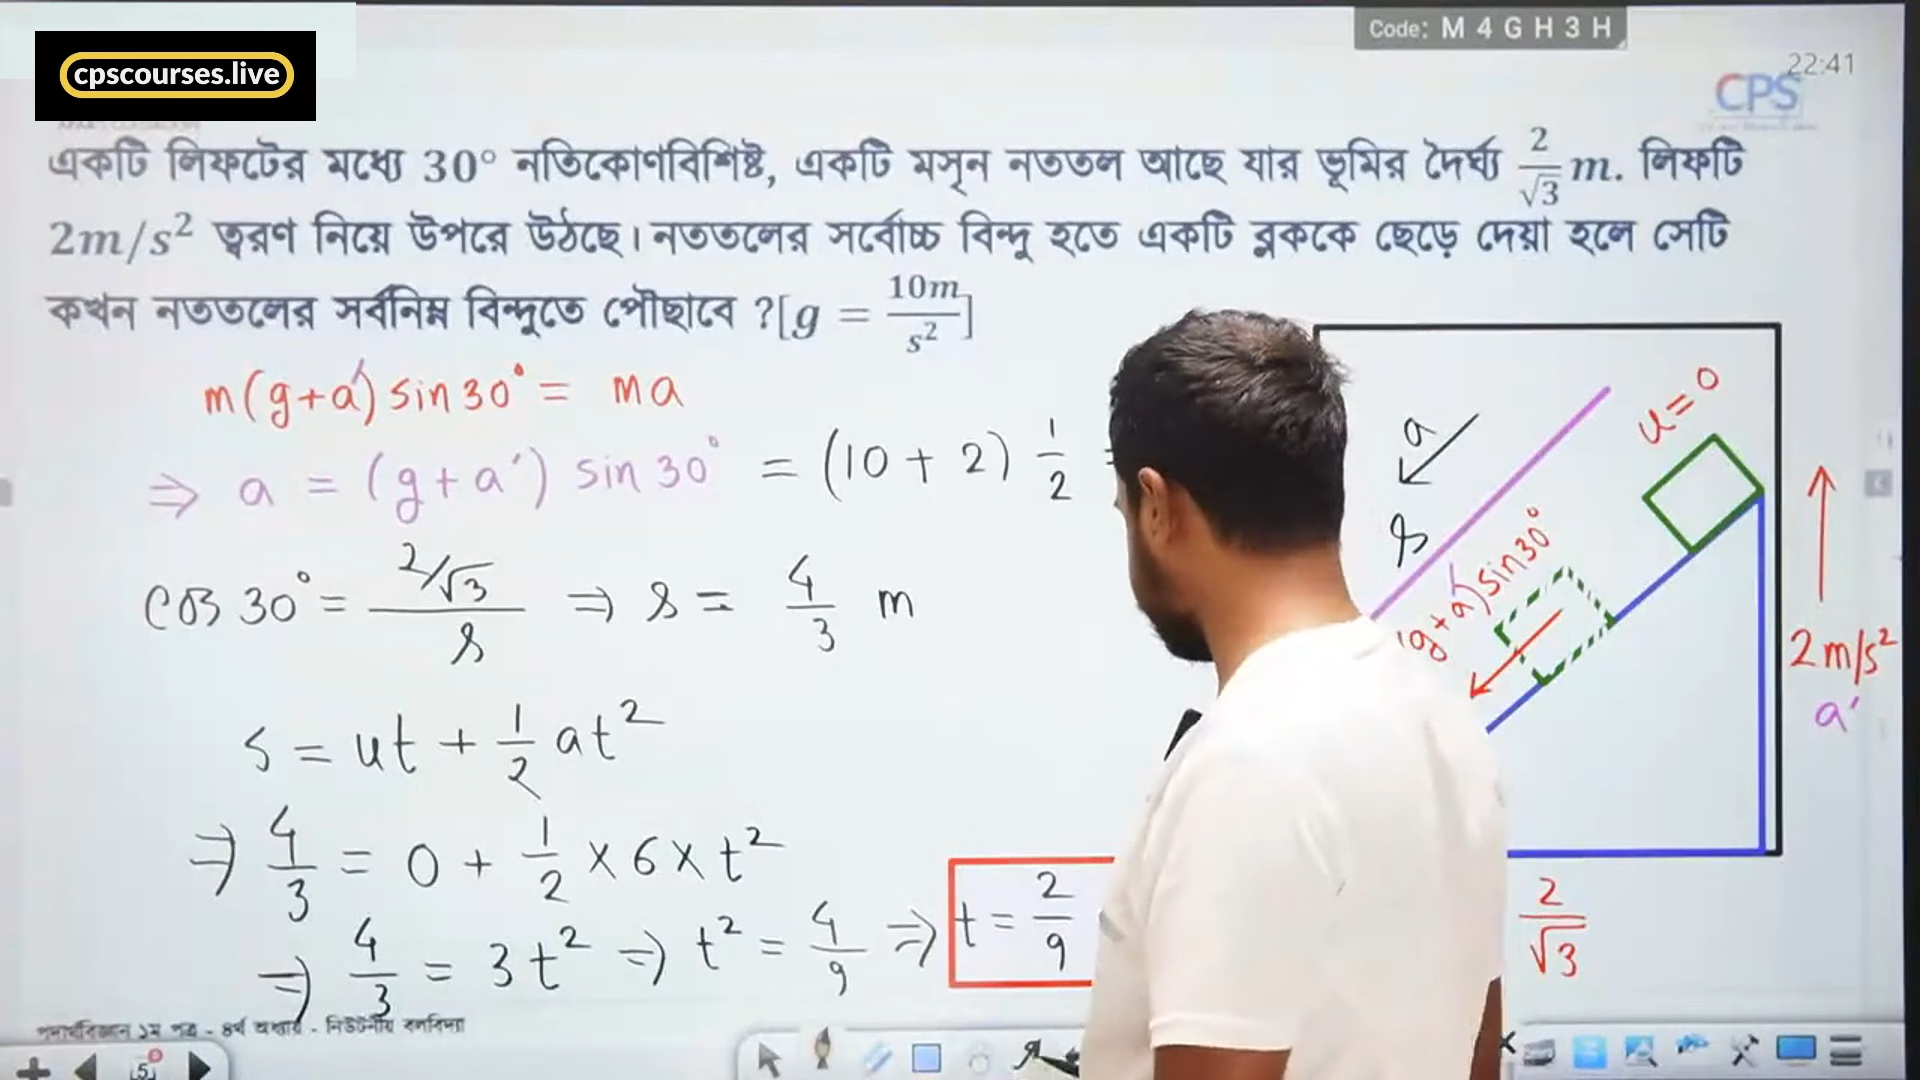 Code: M 4 G H 3 H
cpscourses.live
22:41
CPS
একটি লিফটের মধ্যে 30° নতিকোণবিশিষ্ট, একটি মসৃন নততল আছে যার ভূমির দৈর্ঘ্য 2/√3 m. লিফটি
2m/s² ত্বরণ নিয়ে উপরে উঠছে। নততলের সর্বোচ্চ বিন্দু হতে একটি ব্লককে ছেড়ে দেয়া হলে সেটি
কখন নততলের সর্বনিম্ন বিন্দুতে পৌছাবে ?[g = 10m/s²]
m(g+a′) sin 30° = ma
⇒ a = (g+a′) sin 30° = (10 + 2) 1/2
cos 30° = 2/√3 / s ⇒ s = 4/3 m
s = ut + 1/2 at²
⇒ 4/3 = 0 + 1/2 × 6 × t²
⇒ 4/3 = 3t² ⇒ t² = 4/9 ⇒ t = 2/9
u = 0
a
s
(g+a′) sin 30°
2m/s²
a′
2/√3
পদার্থবিজ্ঞান ১ম পত্র - ৪র্থ অধ্যায় - নিউটনীয় বলবিদ্যা
5